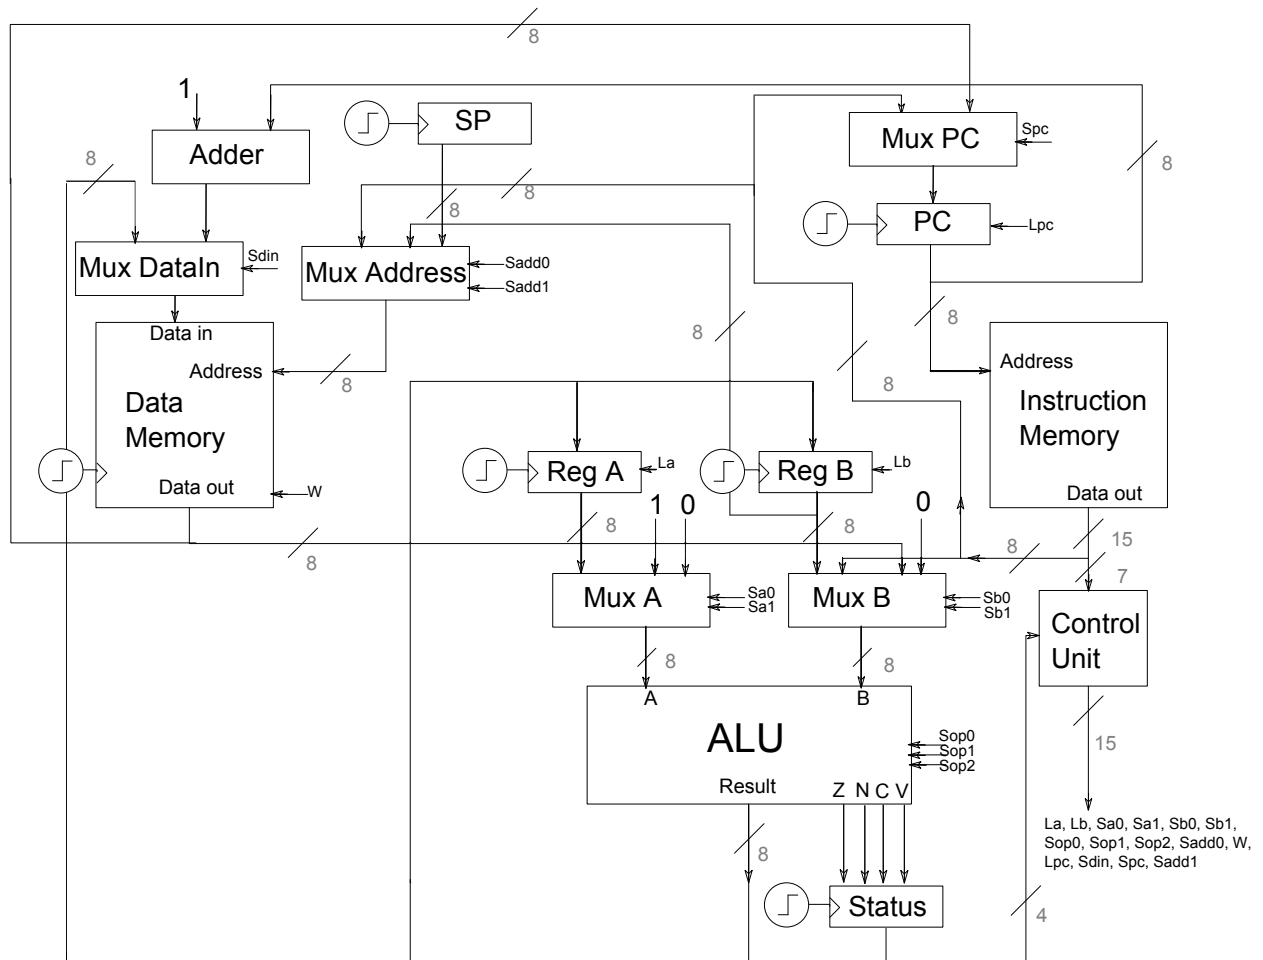 8
1
SP
Mux PC
Spc
Adder
8
8
8
8
PC
Lpc
Mux DataIn
Sdin
Mux Address
Sadd0
Sadd1
8
8
Data in
Address
8
8
Address
Data
Memory
Instruction
Memory
Reg A
La
Reg B
Lb
Data out
W
Data out
1
0
0
8
8
8
8
15
7
Mux A
Sa0
Sa1
Mux B
Sb0
Sb1
Control
Unit
8
8
A
B
ALU
Sop0
Sop1
Sop2
15
Result
Z N C V
8
La, Lb, Sa0, Sa1, Sb0, Sb1,
Sop0, Sop1, Sop2, Sadd0, W,
Lpc, Sdin, Spc, Sadd1
Status
4